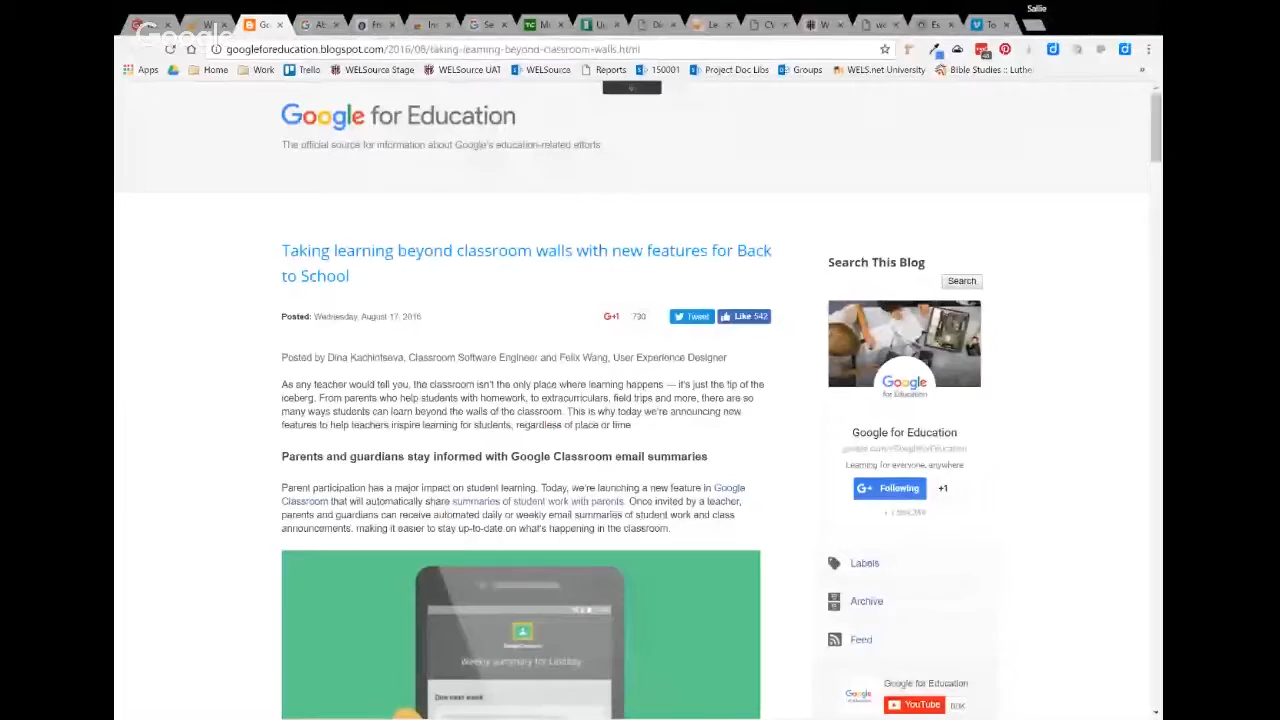 Sallie
Google
googleforeducation.blogspot.com/2016/08/taking-learning-beyond-classroom-walls.html
Apps Home Work Trello WELSource Stage WELSource UAT WELSource Reports 150001 Project Doc Libs Groups WELS.net-University Bible Studies :: Luthe
Google for Education
The official source for information about Google's education-related efforts
Taking learning beyond classroom walls with new features for Back
to School
Search This Blog
Search
Posted: Wednesday, August 17, 2016
G+1 730 Tweet Like 542
Posted by Dina Kachintseva, Classroom Software Engineer and Felix Wang, User Experience Designer
As any teacher would tell you, the classroom isn't the only place where learning happens — it's just the tip of the
iceberg. From parents who help students with homework, to extracurriculars, field trips and more, there are so
many ways students can learn beyond the walls of the classroom. This is why today we're announcing new
features to help teachers inspire learning for students, regardless of place or time
Google
for Education
Google for Education
Learning for everyone, anywhere
G+ Following +1
Parents and guardians stay informed with Google Classroom email summaries
Parent participation has a major impact on student learning. Today, we're launching a new feature in Google
Classroom that will automatically share summaries of student work with parents. Once invited by a teacher,
parents and guardians can receive automated daily or weekly email summaries of student work and class
announcements, making it easier to stay up-to-date on what's happening in the classroom.
Labels
Archive
Feed
Weekly summary for Lindsay
Due next week
Google for Education
Google
YouTube